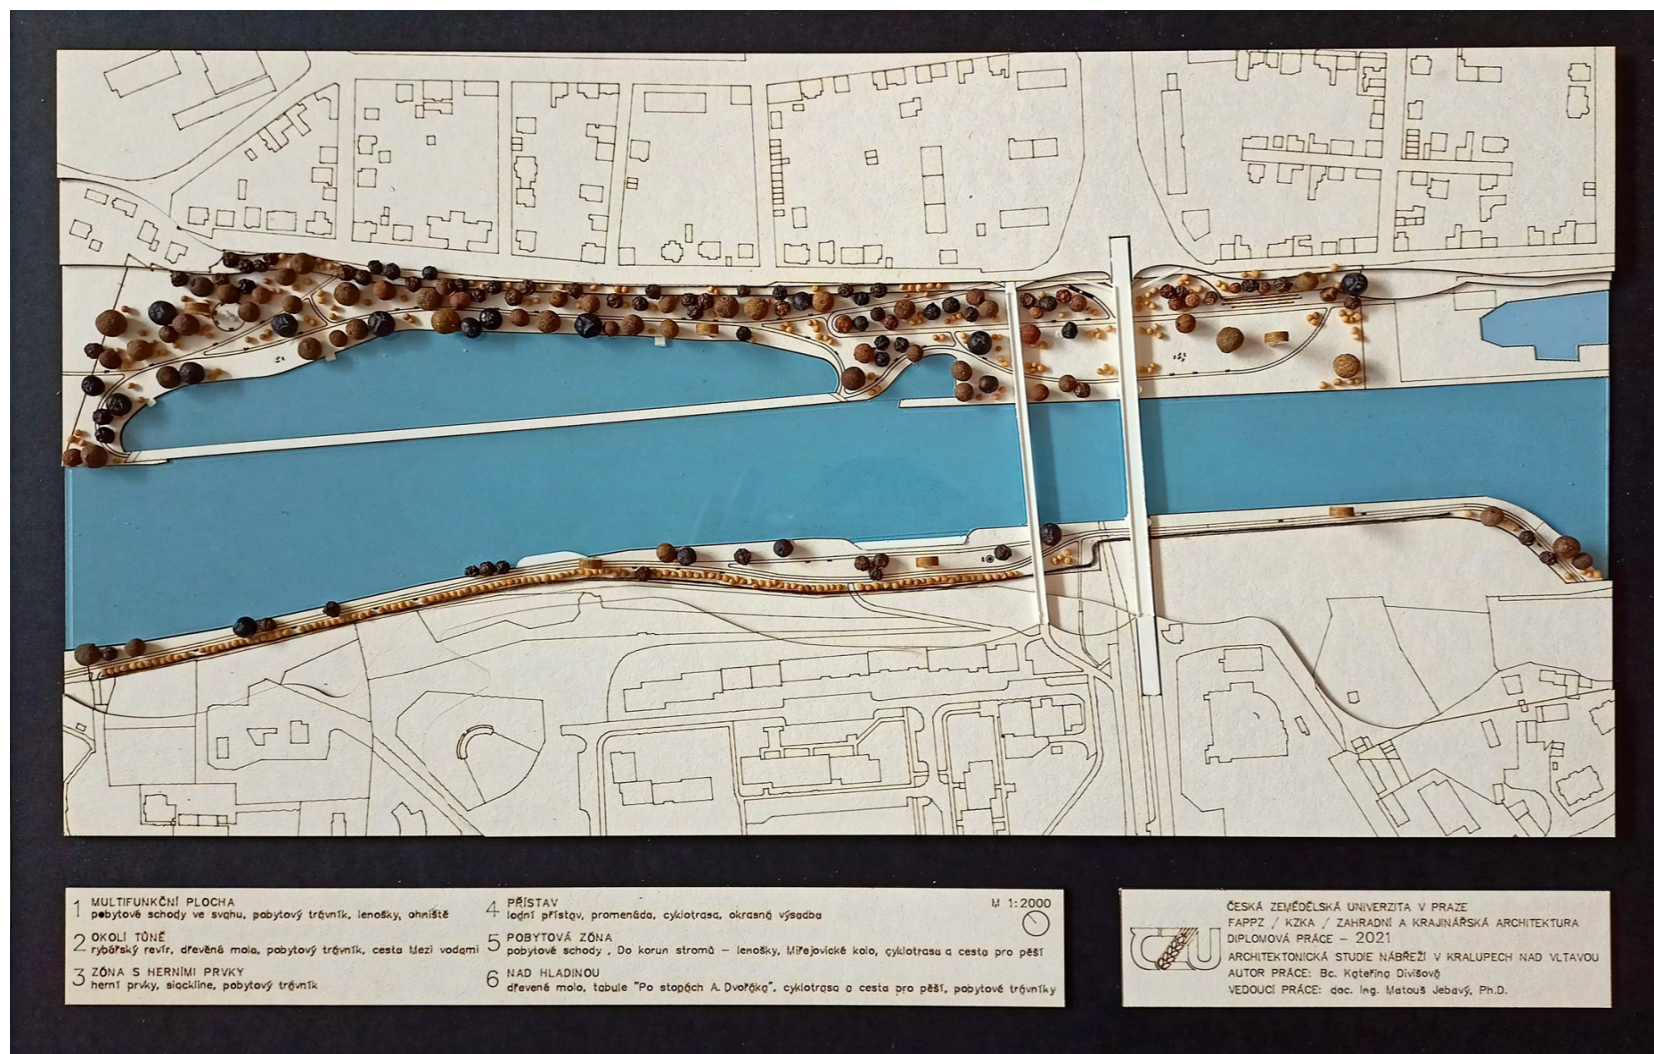 1 MULTIFUNKČNÍ PLOCHA
pobytové schody ve svahu, pobytový trávník, lenošky, ohniště
2 OKOLÍ TŮNĚ
rybářský revír, dřevěná mola, pobytový trávník, cesta Mezi vodami
3 ZÓNA S HERNÍMI PRVKY
herní prvky, slackline, pobytový trávník
4 PŘÍSTAV
lodní přístav, promenáda, cyklotrasa, okrasná výsadba
5 POBYTOVÁ ZÓNA
pobytové schody , Do korun stromů – lenošky, Miřejovické kolo, cyklotrasa a cesta pro pěší
6 NAD HLADINOU
dřevené molo, tabule "Po stopách A. Dvořáka", cyklotrasa a cesta pro pěší, pobytové trávníky
M 1:2000
ČZU
ČESKÁ ZEMĚDĚLSKÁ UNIVERZITA V PRAZE
FAPPZ / KZKA / ZAHRADNÍ A KRAJINÁŘSKÁ ARCHITEKTURA
DIPLOMOVÁ PRÁCE – 2021
ARCHITEKTONICKÁ STUDIE NÁBŘEŽÍ V KRALUPECH NAD VLTAVOU
AUTOR PRÁCE: Bc. Kateřina Divišová
VEDOUCÍ PRÁCE: doc. Ing. Matouš Jebavý, Ph.D.